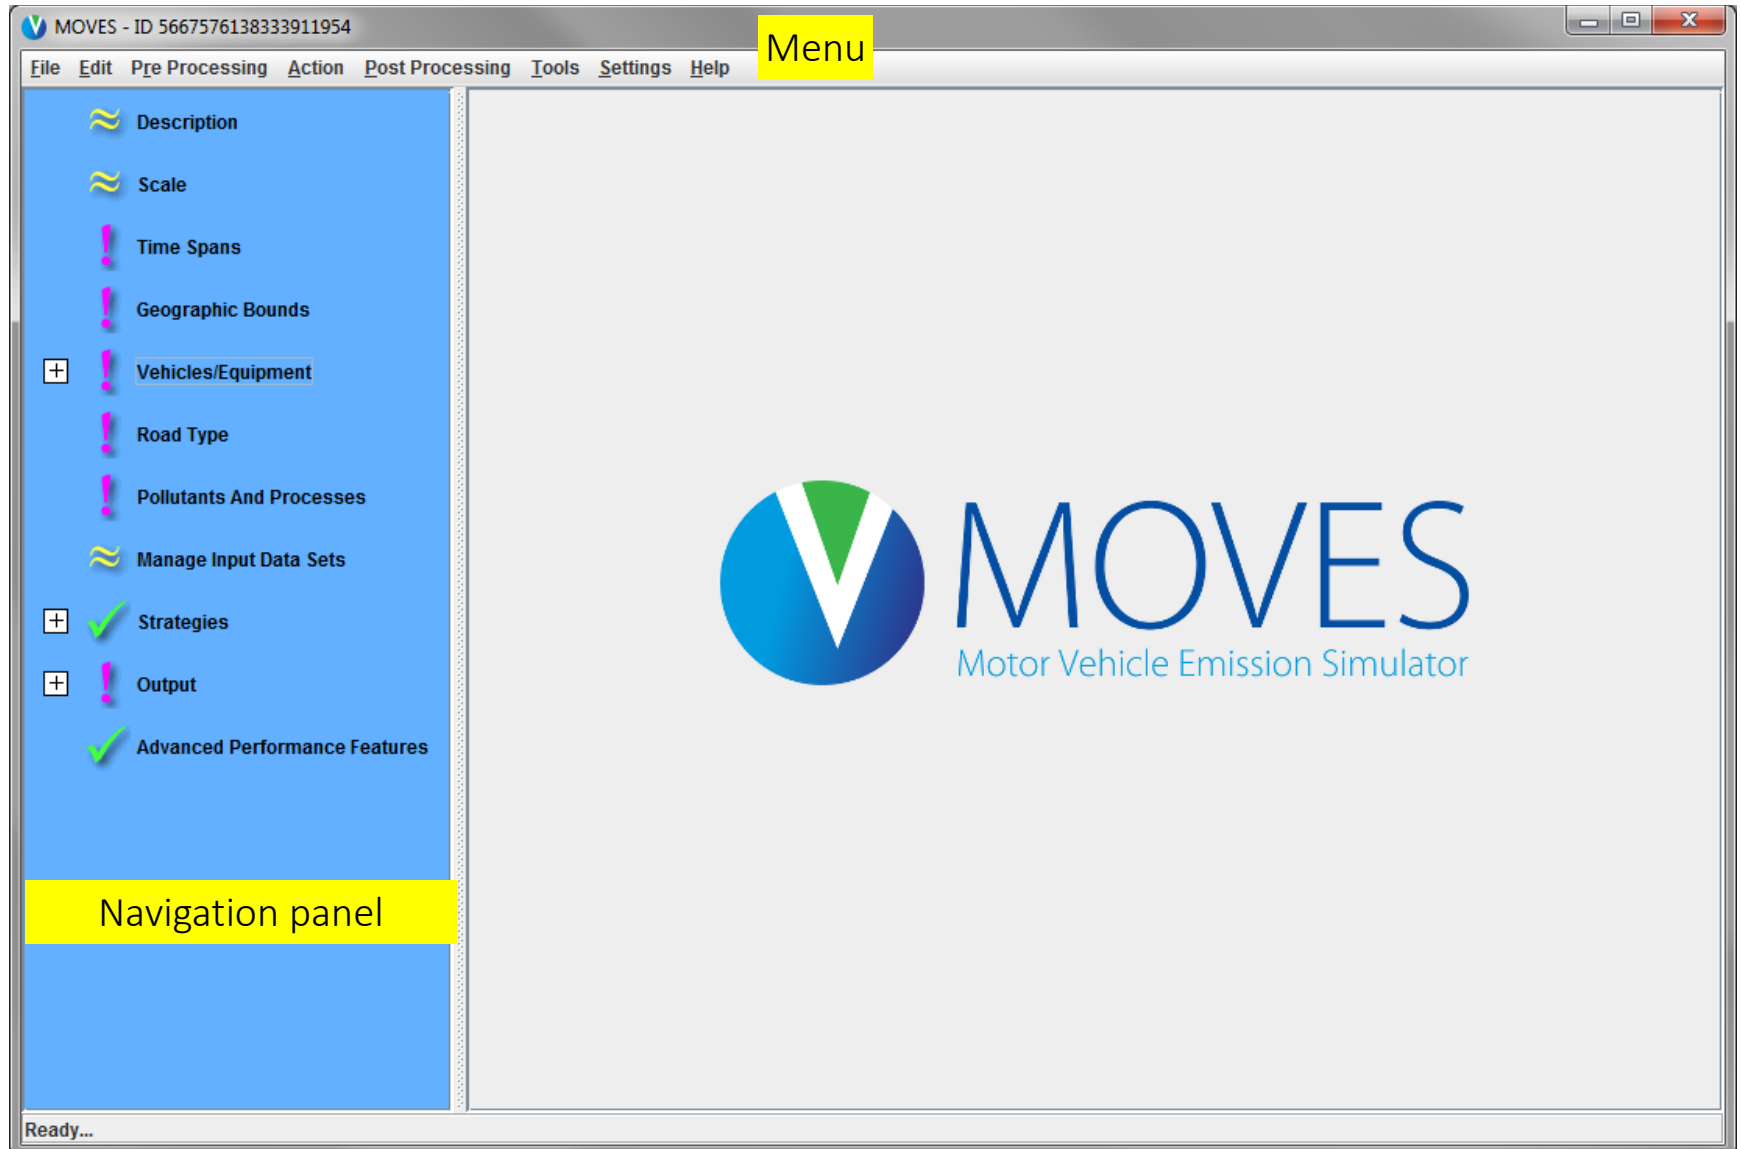 MOVES - ID 5667576138333911954
Menu
File Edit Pre Processing Action Post Processing Tools Settings Help
Description
Scale
Time Spans
Geographic Bounds
Vehicles/Equipment
Road Type
Pollutants And Processes
Manage Input Data Sets
Strategies
Output
Advanced Performance Features
Navigation panel
MOVES
Motor Vehicle Emission Simulator
Ready...